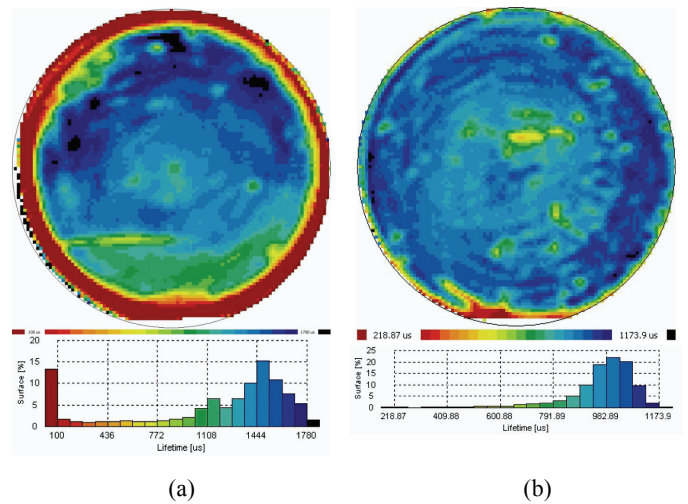 100 us 1780 us
20
15
10
5
0
Surface [%]
100 436 772 1108 1444 1780
Lifetime [us]
(a)
218.87 us 1173.9 us
25
20
15
10
5
0
Surface [%]
218.87 409.88 600.88 791.89 982.89 1173.9
Lifetime [us]
(b)